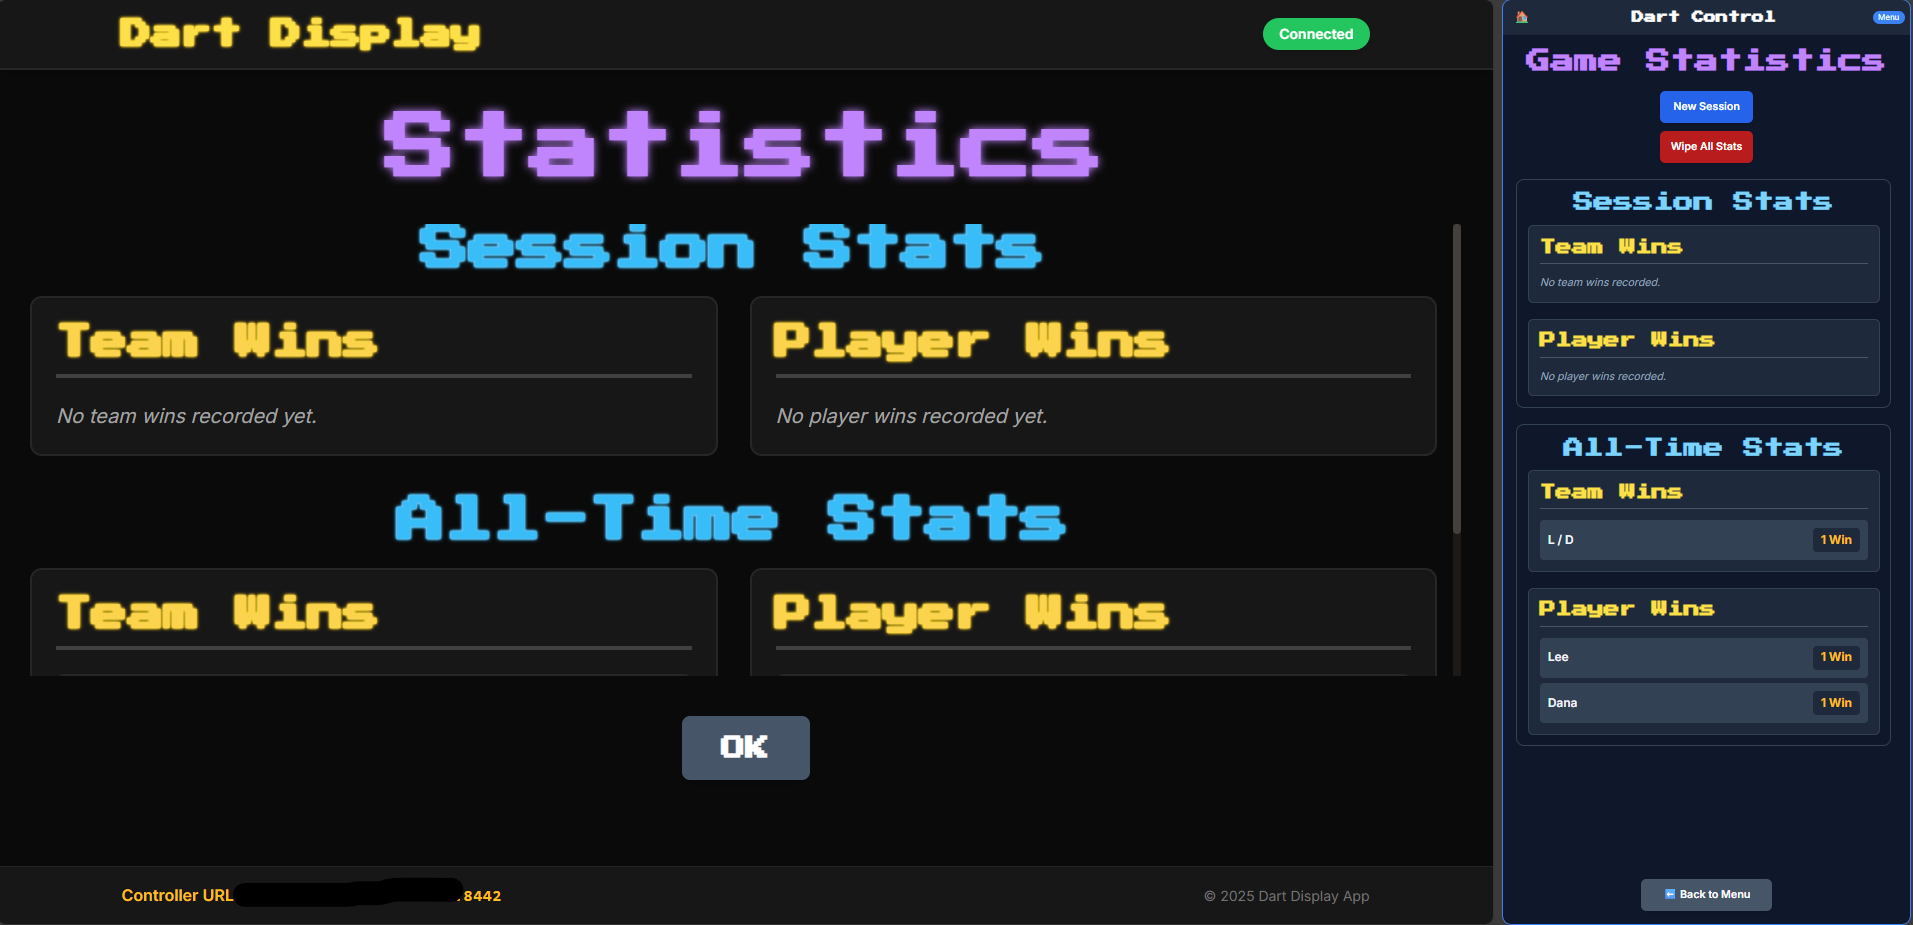 Dart Display
Connected
Statistics
Session Stats
Team Wins
No team wins recorded yet.
Player Wins
No player wins recorded yet.
All-Time Stats
Team Wins
Player Wins
OK
Controller URL 8442
© 2025 Dart Display App
Dart Control
Menu
Game Statistics
New Session
Wipe All Stats
Session Stats
Team Wins
No team wins recorded.
Player Wins
No player wins recorded.
All-Time Stats
Team Wins
L / D 1 Win
Player Wins
Lee 1 Win
Dana 1 Win
Back to Menu